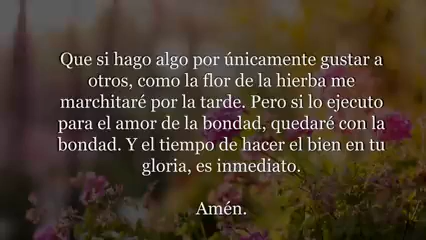 Que si hago algo por únicamente gustar a
otros, como la flor de la hierba me
marchitaré por la tarde. Pero si lo ejecuto
para el amor de la bondad, quedaré con la
bondad. Y el tiempo de hacer el bien en tu
gloria, es inmediato.
Amén.